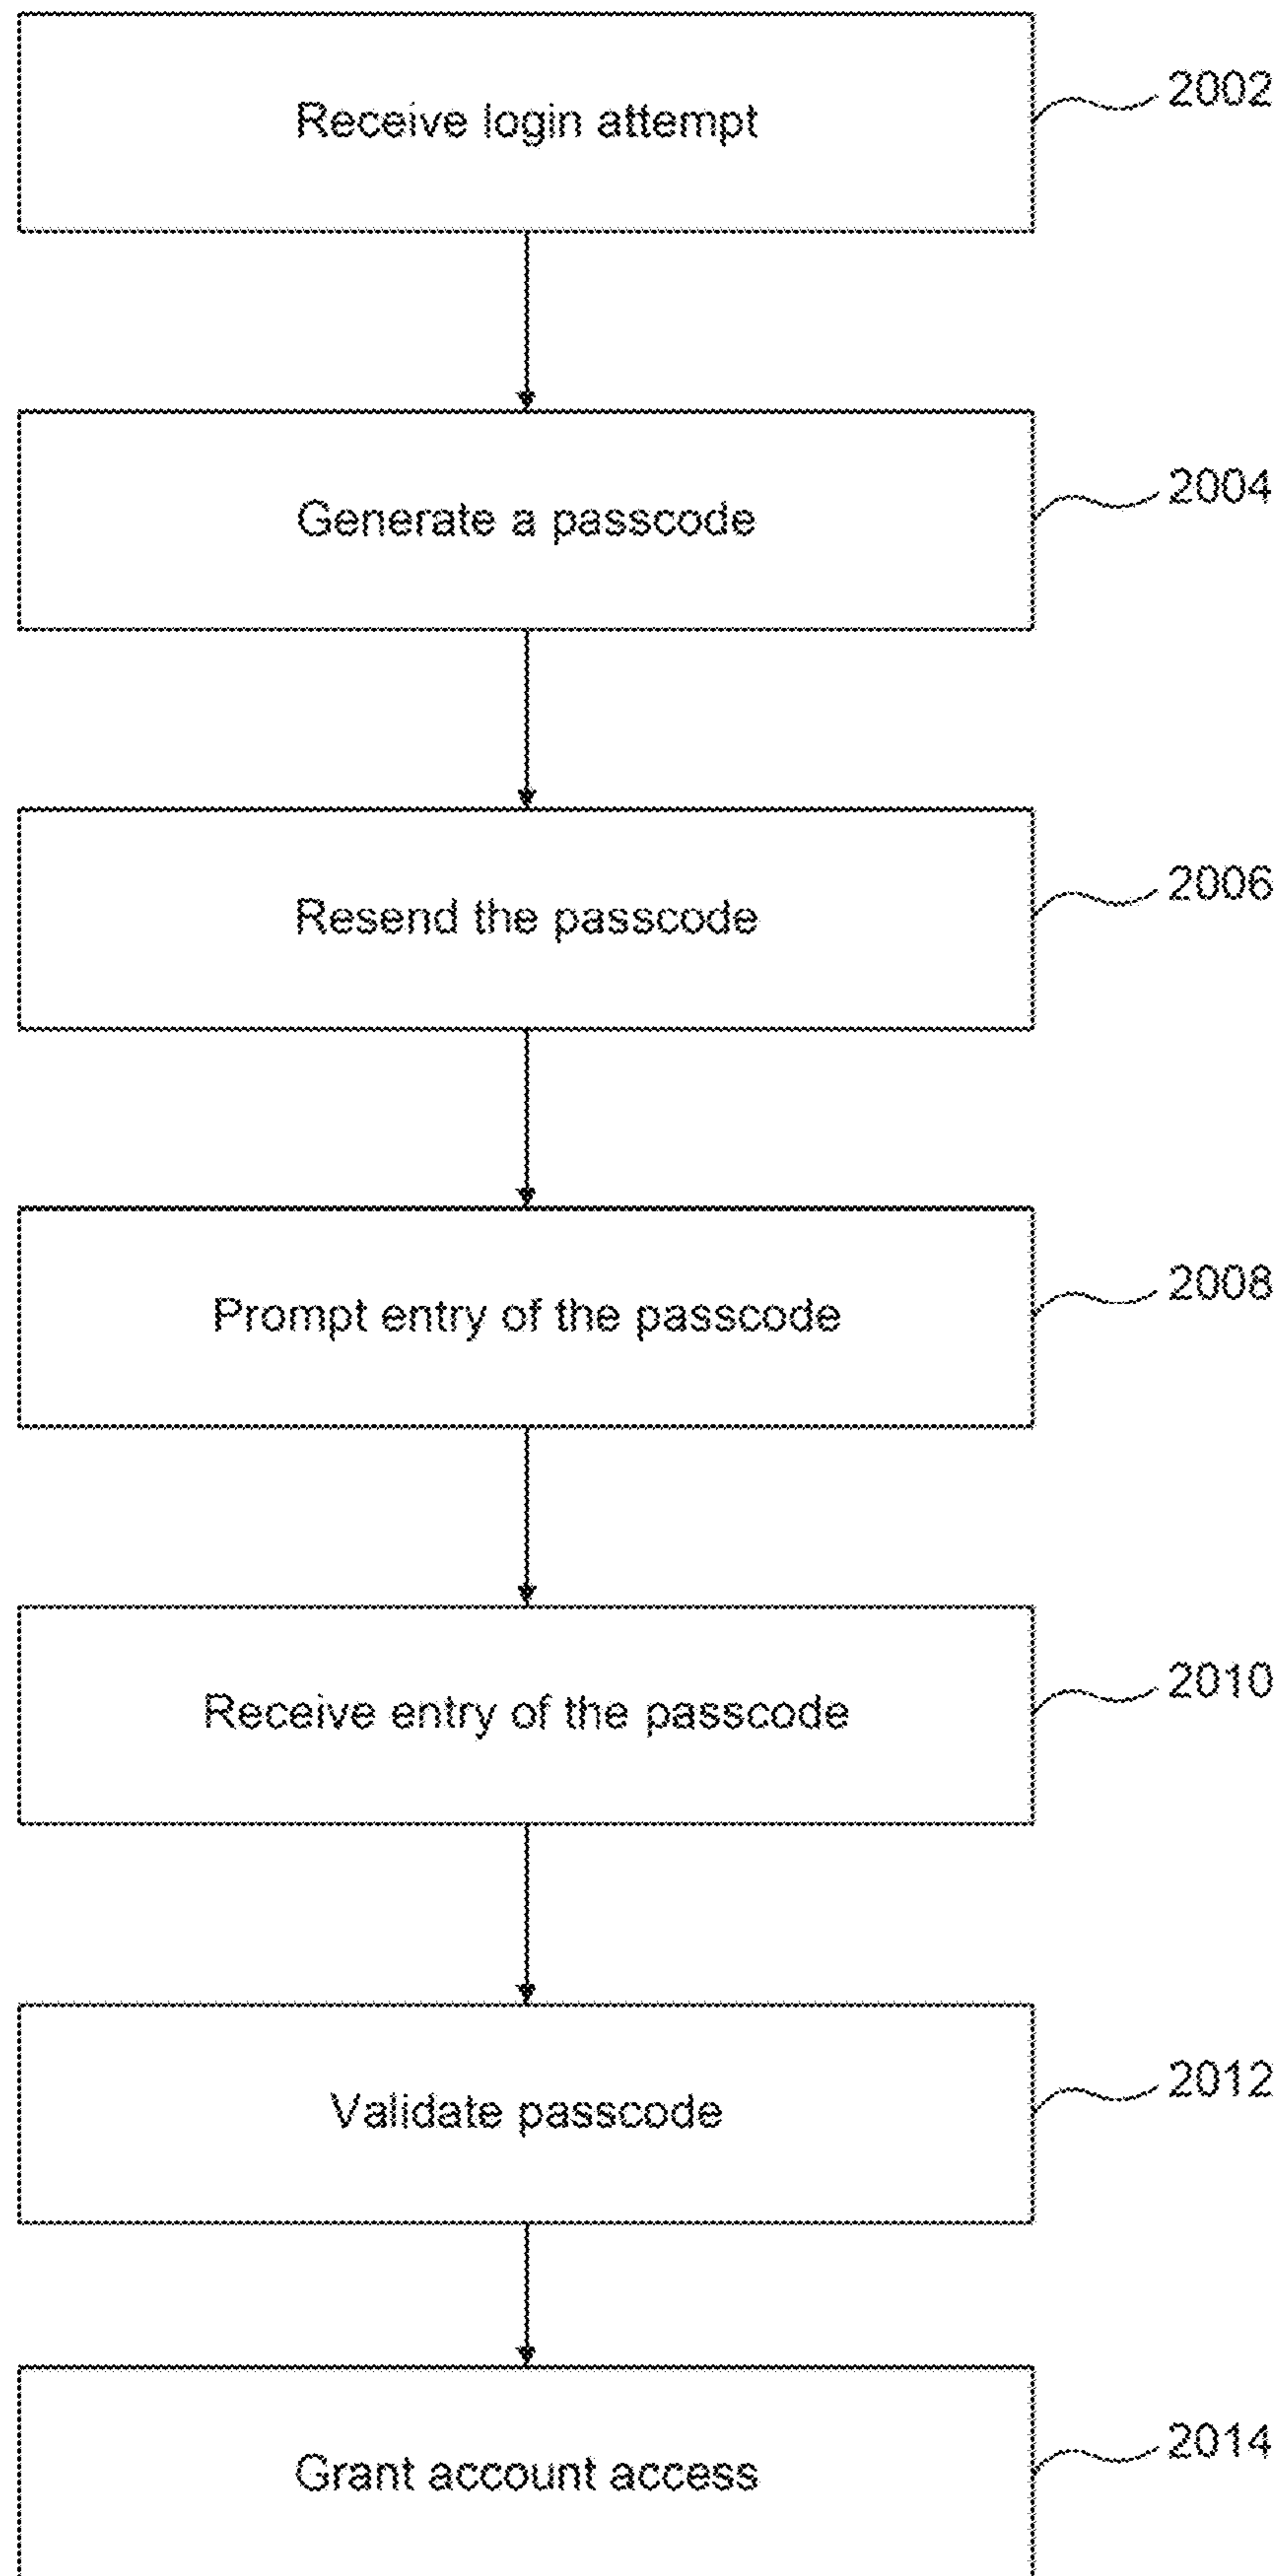 Receive login attempt
2002
Generate a passcode
2004
Resend the passcode
2006
Prompt entry of the passcode
2008
Receive entry of the passcode
2010
Validate passcode
2012
Grant account access
2014